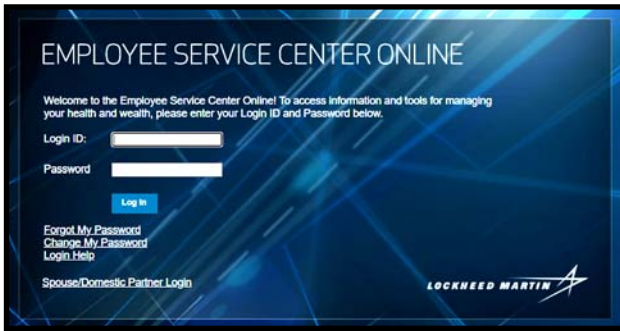 EMPLOYEE SERVICE CENTER ONLINE
Welcome to the Employee Service Center Online! To access information and tools for managing
your health and wealth, please enter your Login ID and Password below.
Login ID:
Password
Log In
Forgot My Password
Change My Password
Login Help
Spouse/Domestic Partner Login
LOCKHEED MARTIN